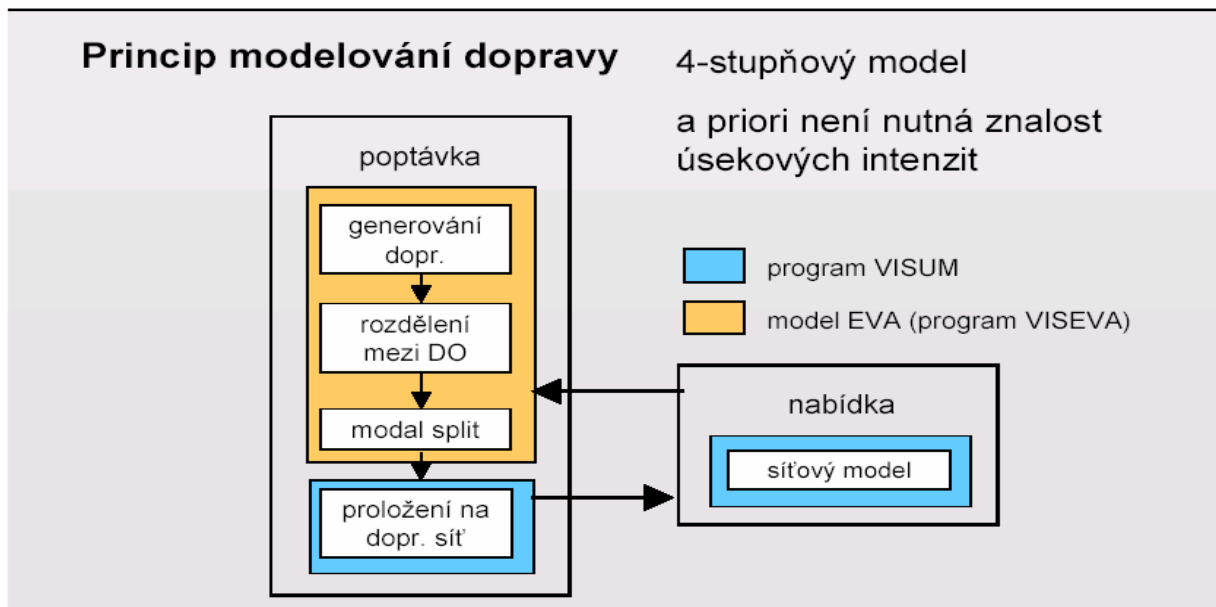 Princip modelování dopravy
4-stupňový model
a priori není nutná znalost
úsekových intenzit
poptávka
generování
dopr.
rozdělení
mezi DO
modal split
proložení na
dopr. síť
program VISUM
model EVA (program VISEVA)
nabídka
síťový model